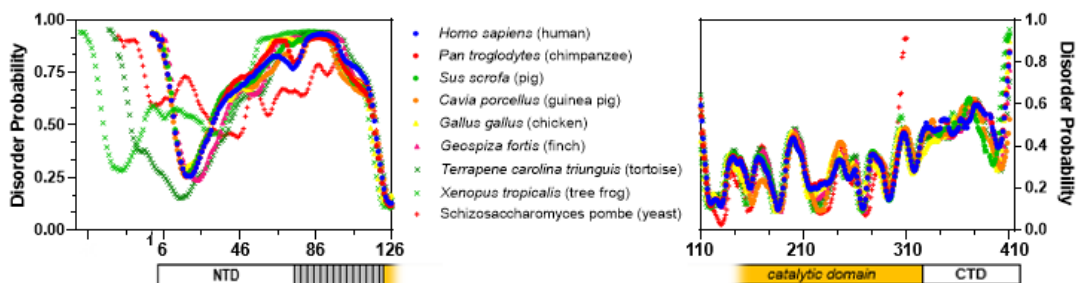 Disorder Probability
1.00
0.75
0.50
0.25
0.00
1 6 46 86 126
NTD
Homo sapiens (human)
Pan troglodytes (chimpanzee)
Sus scrofa (pig)
Cavia porcellus (guinea pig)
Gallus gallus (chicken)
Geospiza fortis (finch)
Terrapene carolina triunguis (tortoise)
Xenopus tropicalis (tree frog)
Schizosaccharomyces pombe (yeast)
1.0
0.8
0.6
0.4
0.2
0.0
Disorder Probability
110 210 310 410
catalytic domain CTD